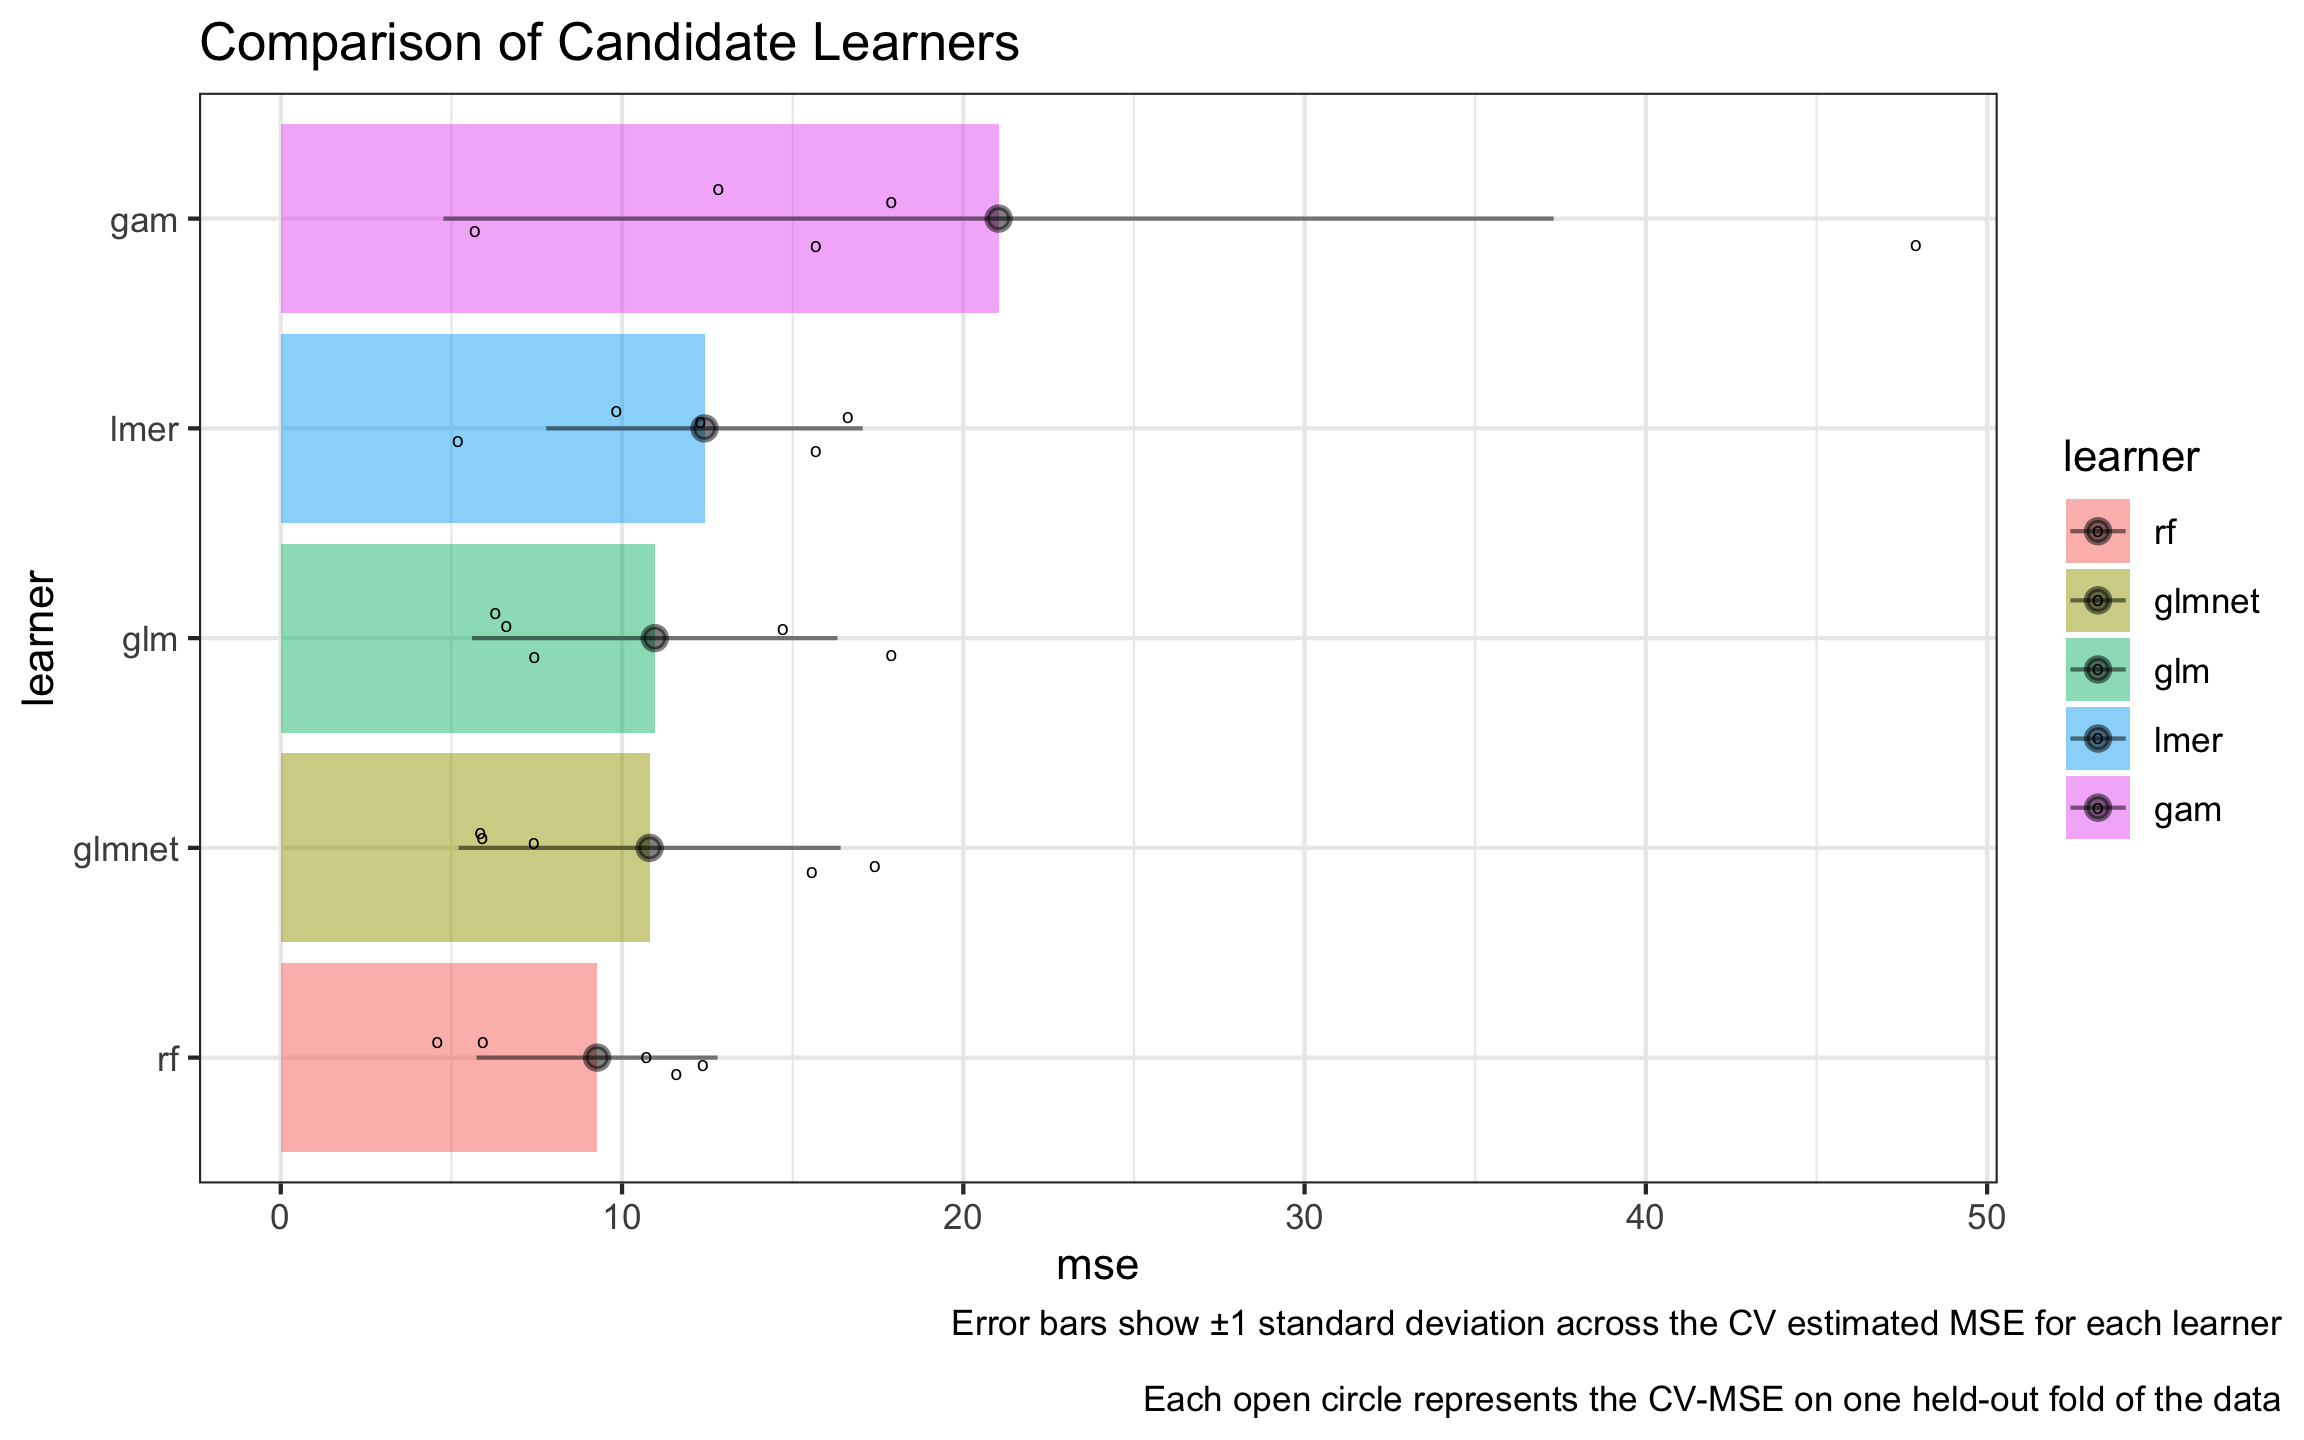 Comparison of Candidate Learners
gam
lmer
glm
glmnet
rf
learner
0 10 20 30 40 50
mse
learner
rf
glmnet
glm
lmer
gam
Error bars show ±1 standard deviation across the CV estimated MSE for each learner
Each open circle represents the CV-MSE on one held-out fold of the data